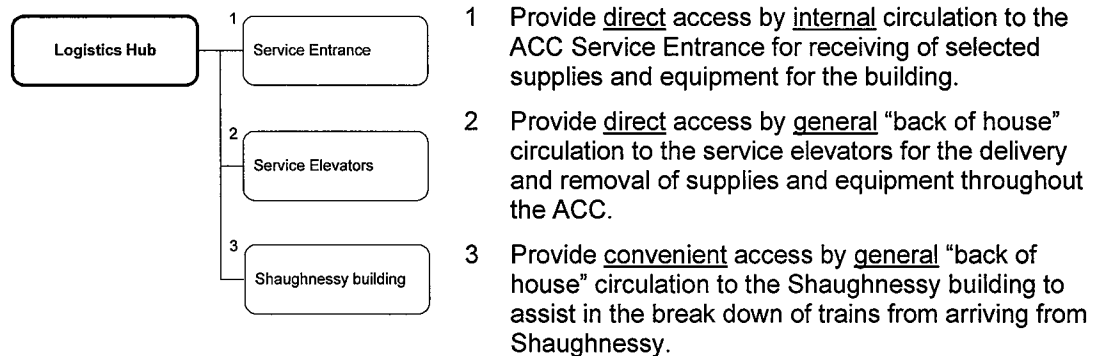 Logistics Hub
1
Service Entrance
2
Service Elevators
3
Shaughnessy building
1 Provide direct access by internal circulation to the
ACC Service Entrance for receiving of selected
supplies and equipment for the building.
2 Provide direct access by general “back of house”
circulation to the service elevators for the delivery
and removal of supplies and equipment throughout
the ACC.
3 Provide convenient access by general “back of
house” circulation to the Shaughnessy building to
assist in the break down of trains from arriving from
Shaughnessy.